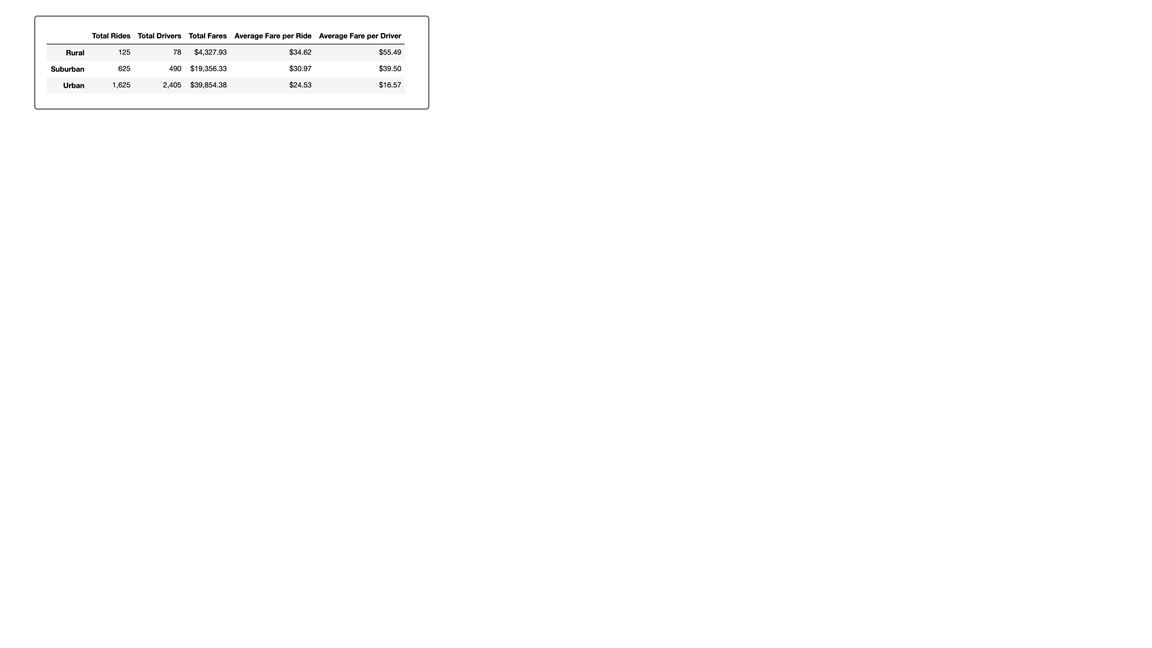 Total Rides Total Drivers Total Fares Average Fare per Ride Average Fare per Driver
Rural 125 78 $4,327.93 $34.62 $55.49
Suburban 625 490 $19,356.33 $30.97 $39.50
Urban 1,625 2,405 $39,854.38 $24.53 $16.57